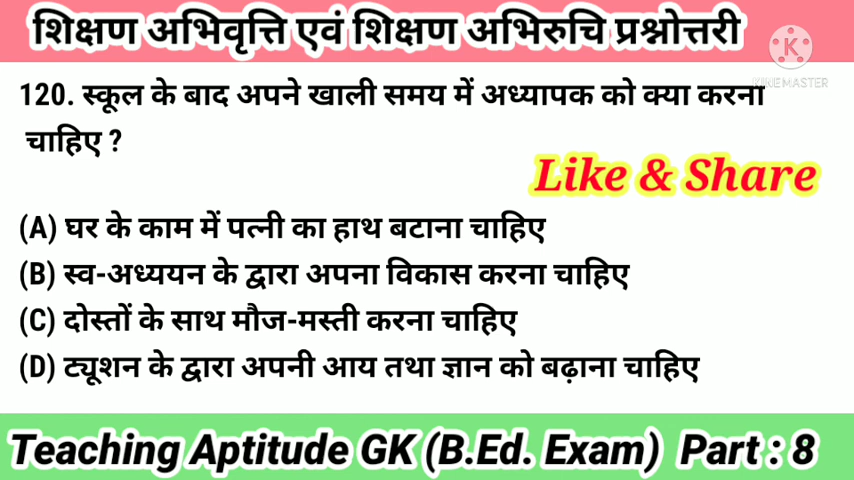 शिक्षण अभिवृत्ति एवं शिक्षण अभिरुचि प्रश्नोत्तरी
K
KINEMASTER
120. स्कूल के बाद अपने खाली समय में अध्यापक को क्या करना
चाहिए ?
Like & Share
(A) घर के काम में पत्नी का हाथ बटाना चाहिए
(B) स्व-अध्ययन के द्वारा अपना विकास करना चाहिए
(C) दोस्तों के साथ मौज-मस्ती करना चाहिए
(D) ट्यूशन के द्वारा अपनी आय तथा ज्ञान को बढ़ाना चाहिए
Teaching Aptitude GK (B.Ed. Exam) Part : 8